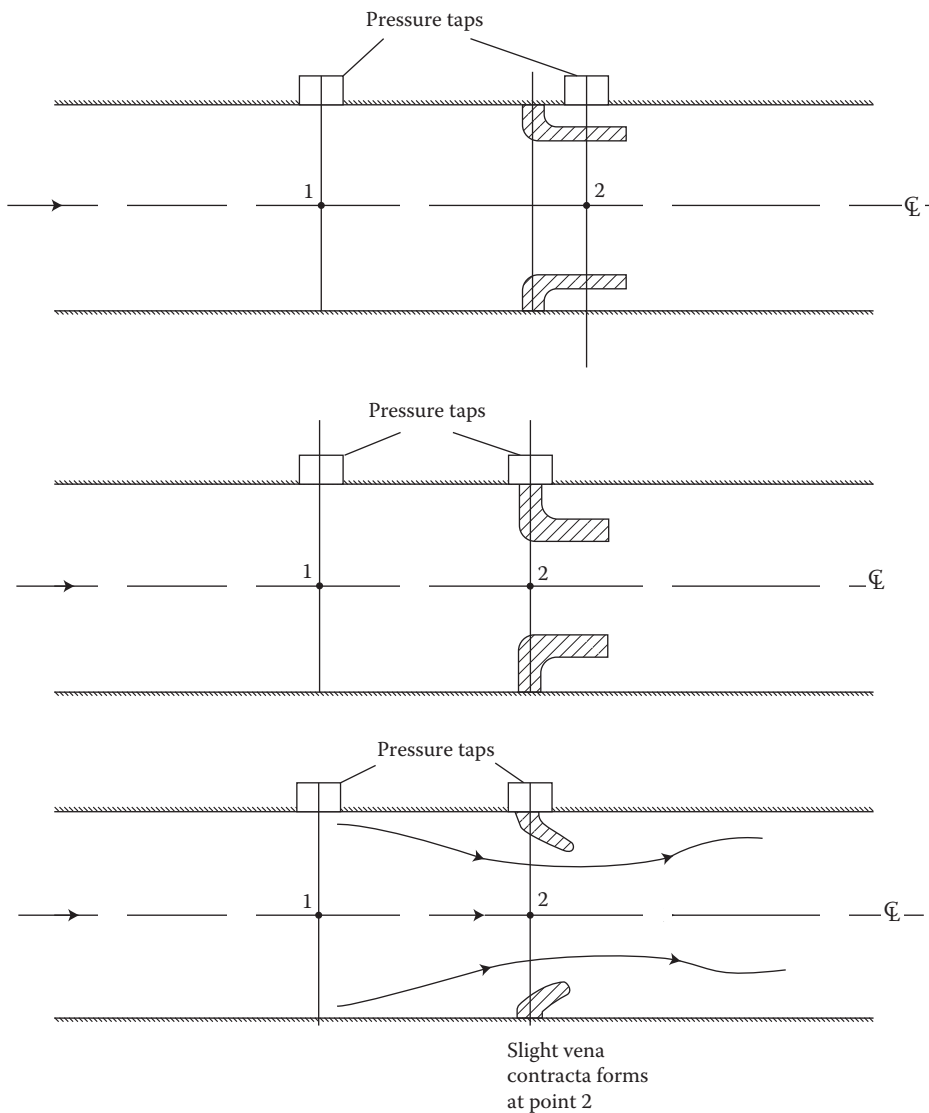 Pressure taps
1
2
℄
Pressure taps
1
2
℄
Pressure taps
1
2
℄
Slight vena
contracta forms
at point 2